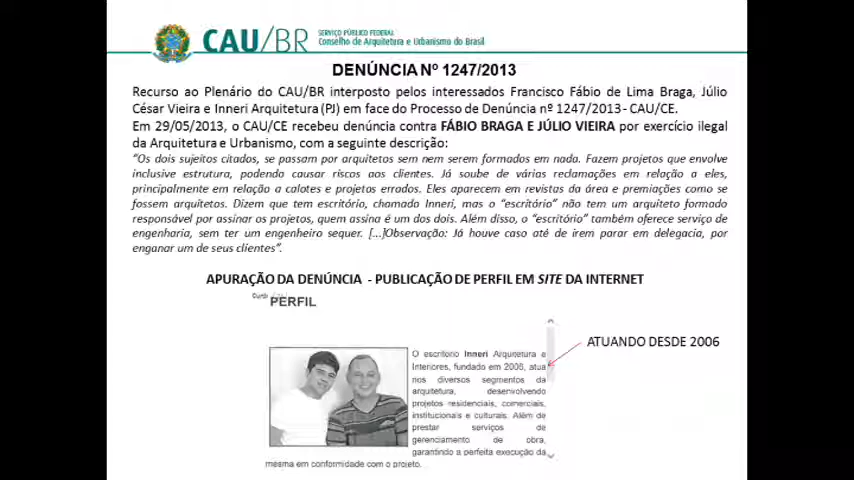 CAU/BR
SERVIÇO PÚBLICO FEDERAL
Conselho de Arquitetura e Urbanismo do Brasil
DENÚNCIA Nº 1247/2013
Recurso ao Plenário do CAU/BR interposto pelos interessados Francisco Fábio de Lima Braga, Júlio
César Vieira e Inneri Arquitetura (PJ) em face do Processo de Denúncia nº 1247/2013 - CAU/CE.
Em 29/05/2013, o CAU/CE recebeu denúncia contra FÁBIO BRAGA E JÚLIO VIEIRA por exercício ilegal
da Arquitetura e Urbanismo, com a seguinte descrição:
"Os dois sujeitos citados, se passam por arquitetos sem nem serem formados em nada. Fazem projetos que envolve
inclusive estrutura, podendo causar riscos aos clientes. Já soube de várias reclamações em relação a eles,
principalmente em relação a calotes e projetos errados. Eles aparecem em revistas da área e premiações como se
fossem arquitetos. Dizem que tem escritório, chamado Inneri, mas o "escritório" não tem um arquiteto formado
responsável por assinar os projetos, quem assina é um dos dois. Além disso, o "escritório" também oferece serviço de
engenharia, sem ter um engenheiro sequer. [...]Observação: Já houve caso até de irem parar em delegacia, por
enganar um de seus clientes".
APURAÇÃO DA DENÚNCIA - PUBLICAÇÃO DE PERFIL EM SITE DA INTERNET
Curtir
PERFIL
ATUANDO DESDE 2006
O escritório Inneri Arquitetura e
Interiores, fundado em 2006, atua
nos diversos segmentos da
arquitetura, desenvolvendo
projetos residenciais, comerciais,
institucionais e culturais. Além de
prestar serviços de
gerenciamento de obra,
garantindo a perfeita execução da
mesma em conformidade com o projeto.